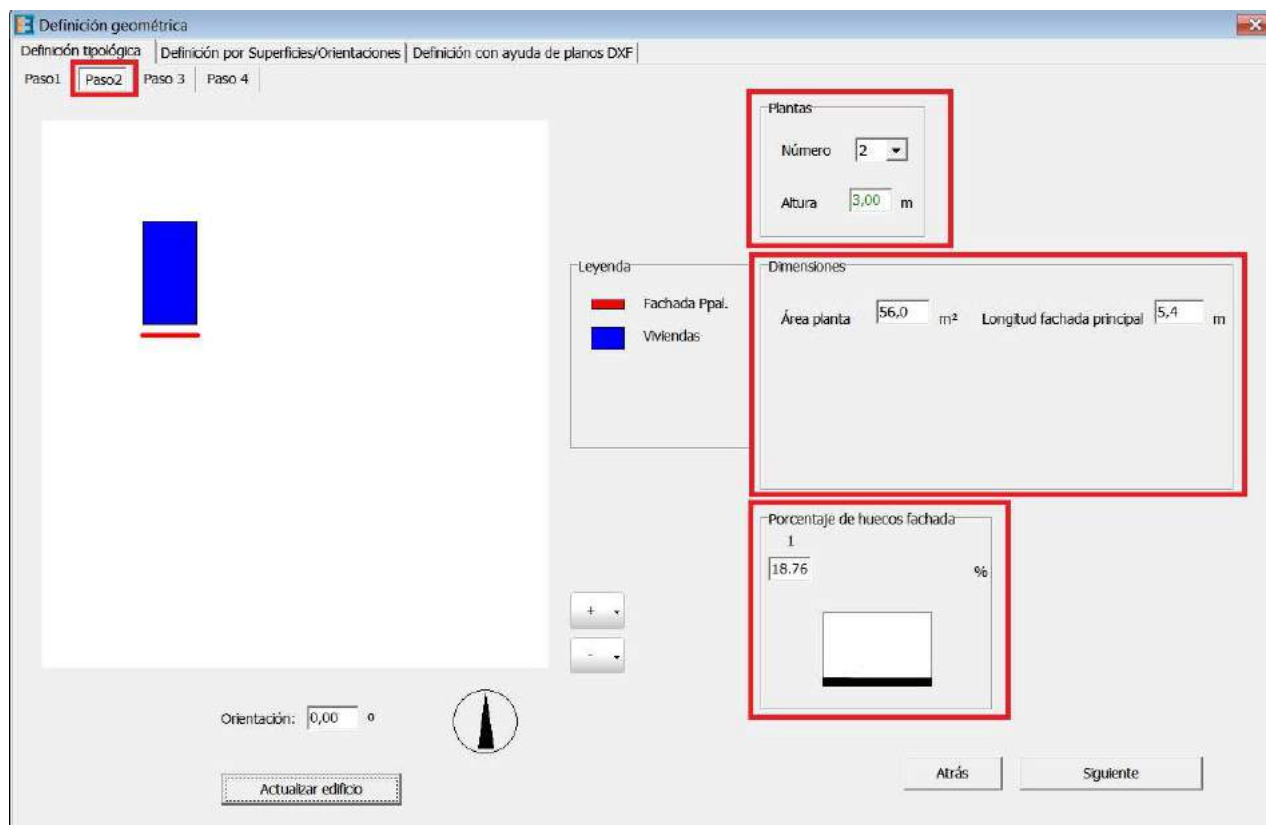 Definición geométrica
Definición tipológica Definición por Superficies/Orientaciones Definición con ayuda de planos DXF
Paso1 Paso2 Paso 3 Paso 4
Plantas
Número 2
Altura 3,00 m
Leyenda
Fachada Ppal.
Viviendas
Dimensiones
Área planta 56,0 m² Longitud fachada principal 5,4 m
Porcentaje de huecos fachada
1
18.76 %
+
-
Orientación: 0,00 º
Actualizar edificio
Atrás Siguiente